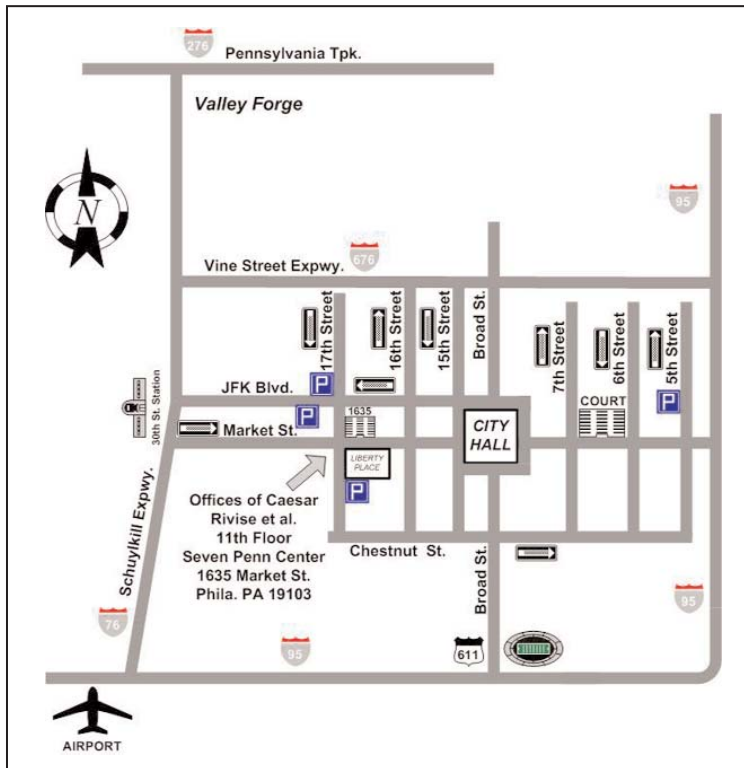 276
Pennsylvania Tpk.
Valley Forge
N
95
676
Vine Street Expwy.
17th Street
16th Street
15th Street
Broad St.
7th Street
6th Street
5th Street
P
JFK Blvd.
COURT
P
P
30th St. Station
1635
Market St.
CITY
HALL
LIBERTY
PLACE
P
Offices of Caesar
Rivise et al.
11th Floor
Seven Penn Center
1635 Market St.
Phila. PA 19103
Chestnut St.
Schuylkill Expwy.
Broad St.
76
95
95
611
AIRPORT